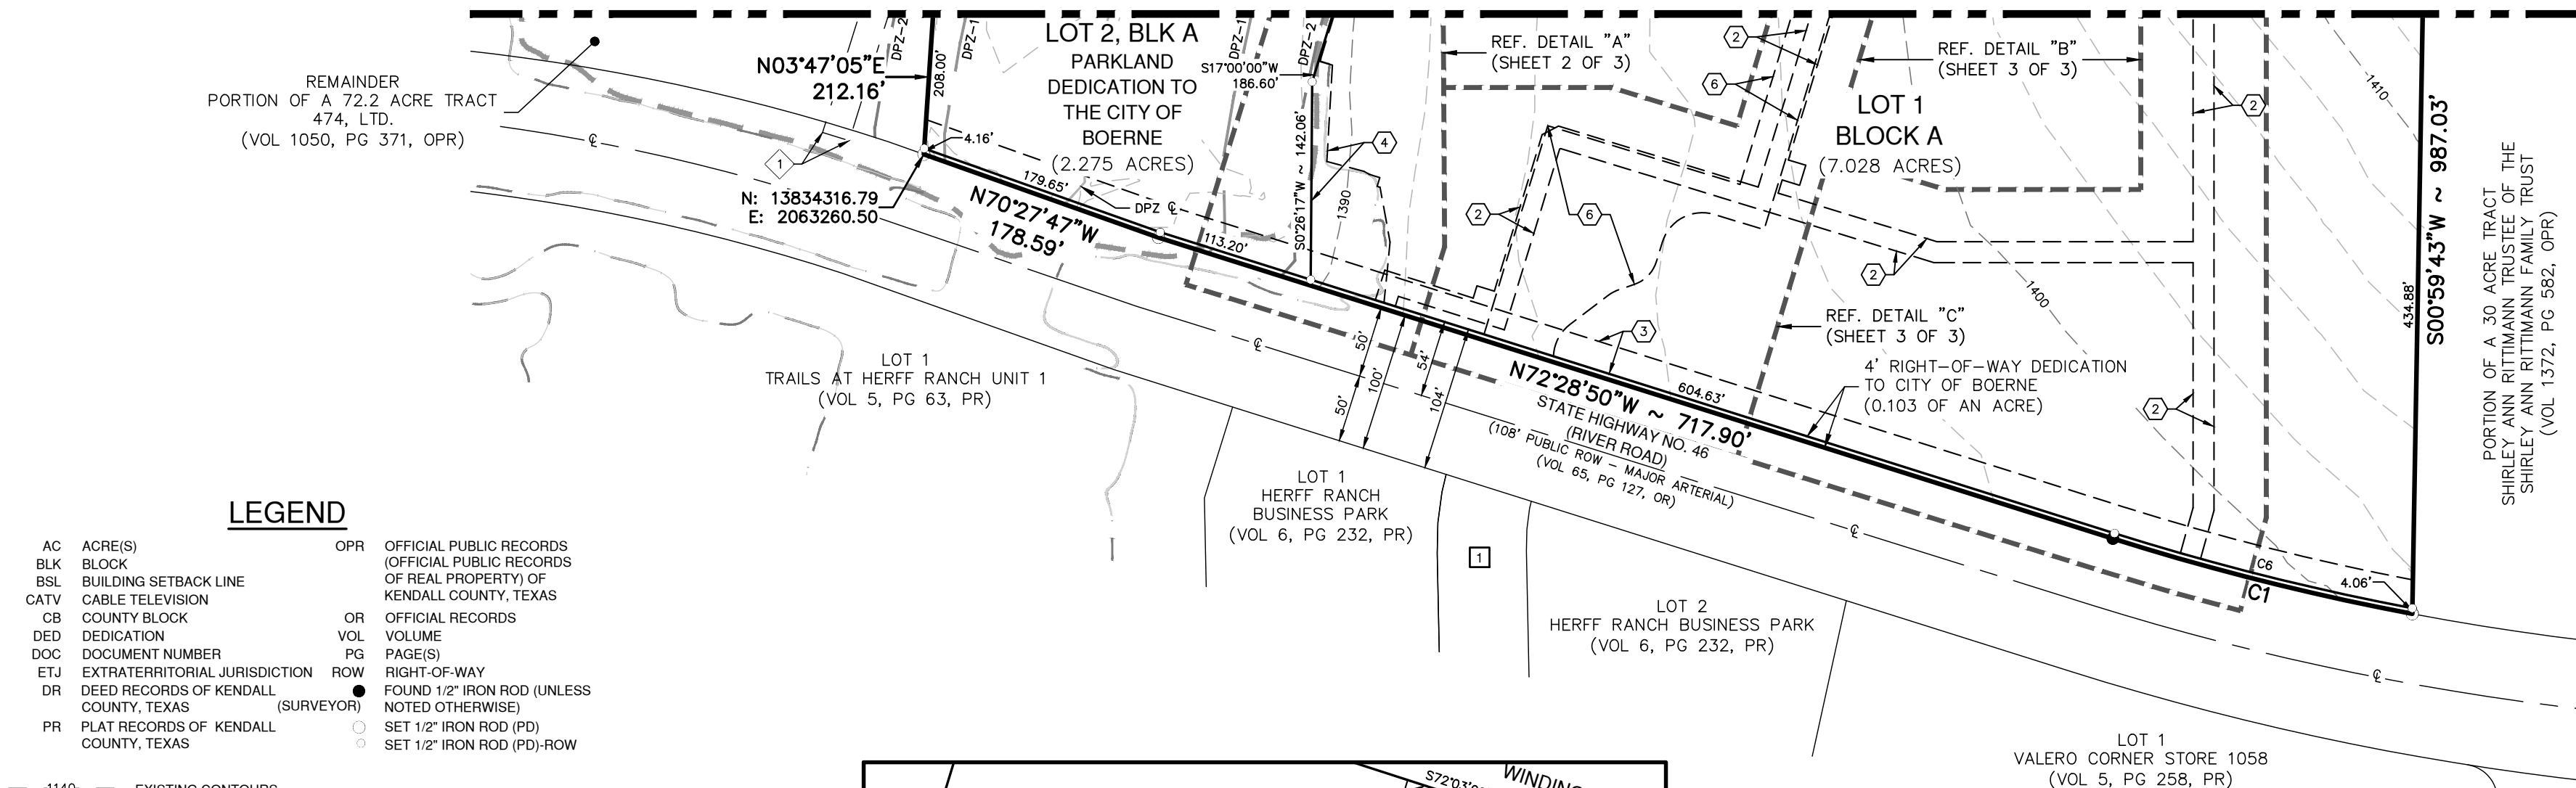 REMAINDER
PORTION OF A 72.2 ACRE TRACT
474, LTD.
(VOL 1050, PG 371, OPR)
℄
1
N03°47'05"E
212.16'
208.00'
DPZ-2
DPZ-1
4.16'
N: 13834316.79
E: 2063260.50
LOT 2, BLK A
PARKLAND
DEDICATION TO
THE CITY OF
BOERNE
(2.275 ACRES)
179.65'
DPZ ℄
N70°27'47"W
178.59'
113.20'
DPZ-1
DPZ-2
S17°00'00"W
186.60'
S0°26'17"W ~ 142.06'
4
1390
REF. DETAIL "A"
(SHEET 2 OF 3)
2
6
REF. DETAIL "B"
(SHEET 3 OF 3)
LOT 1
BLOCK A
(7.028 ACRES)
2
6
2
2
1410
1400
3
REF. DETAIL "C"
(SHEET 3 OF 3)
4' RIGHT-OF-WAY DEDICATION
TO CITY OF BOERNE
(0.103 OF AN ACRE)
2
434.88'
S00°59'43"W ~ 987.03'
PORTION OF A 30 ACRE TRACT
SHIRLEY ANN RITTIMANN TRUSTEE OF THE
SHIRLEY ANN RITTIMANN FAMILY TRUST
(VOL 1372, PG 582, OPR)
50'
50'
100'
54'
104'
604.63'
N72°28'50"W ~ 717.90'
STATE HIGHWAY NO. 46
(RIVER ROAD)
(108' PUBLIC ROW - MAJOR ARTERIAL)
(VOL 65, PG 127, OR)
℄
℄
℄
C6
C1
4.06'
LOT 1
TRAILS AT HERFF RANCH UNIT 1
(VOL 5, PG 63, PR)
LOT 1
HERFF RANCH
BUSINESS PARK
(VOL 6, PG 232, PR)
1
LOT 2
HERFF RANCH BUSINESS PARK
(VOL 6, PG 232, PR)
LOT 1
VALERO CORNER STORE 1058
(VOL 5, PG 258, PR)
LEGEND
AC ACRE(S)
BLK BLOCK
BSL BUILDING SETBACK LINE
CATV CABLE TELEVISION
CB COUNTY BLOCK
DED DEDICATION
DOC DOCUMENT NUMBER
ETJ EXTRATERRITORIAL JURISDICTION
DR DEED RECORDS OF KENDALL
COUNTY, TEXAS
PR PLAT RECORDS OF KENDALL
COUNTY, TEXAS
OPR OFFICIAL PUBLIC RECORDS
(OFFICIAL PUBLIC RECORDS
OF REAL PROPERTY) OF
KENDALL COUNTY, TEXAS
OR OFFICIAL RECORDS
VOL VOLUME
PG PAGE(S)
ROW RIGHT-OF-WAY
FOUND 1/2" IRON ROD (UNLESS
(SURVEYOR) NOTED OTHERWISE)
SET 1/2" IRON ROD (PD)
SET 1/2" IRON ROD (PD)-ROW
1140 EXISTING CONTOURS